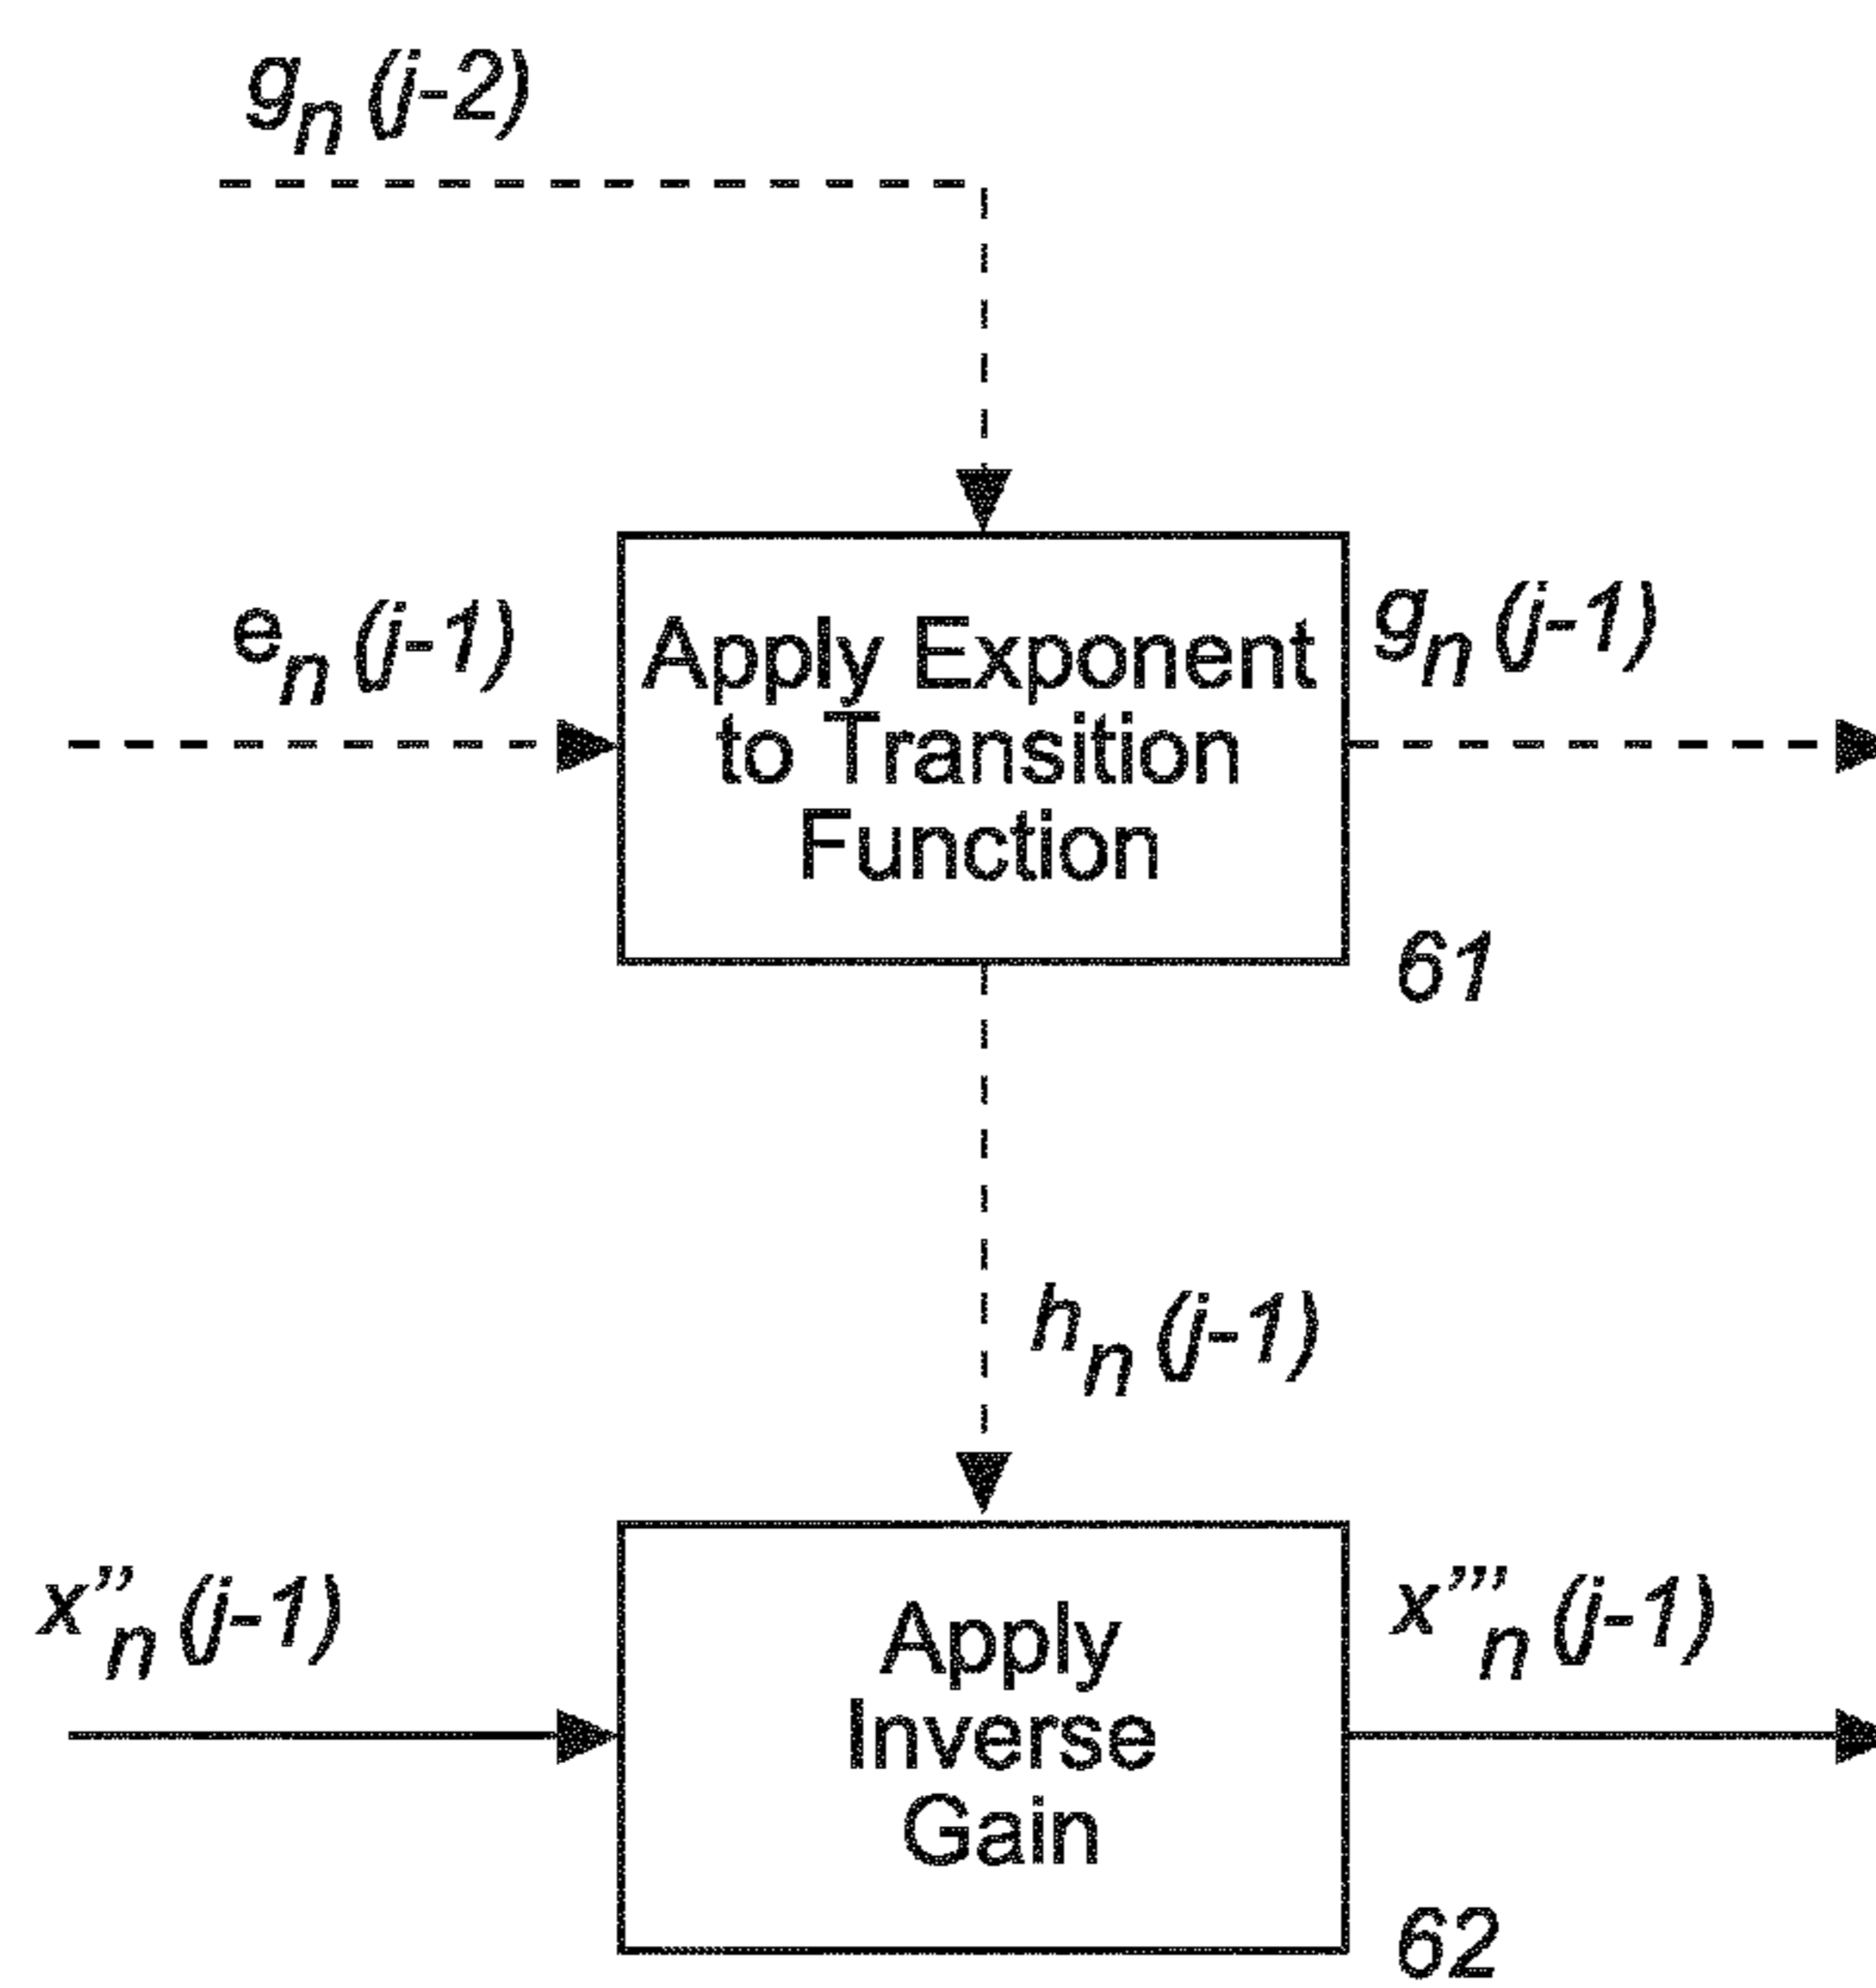 gn (j-2)
en (j-1)
Apply Exponent
to Transition
Function
gn (j-1)
61
hn (j-1)
x”n (j-1)
Apply
Inverse
Gain
x”’n (j-1)
62